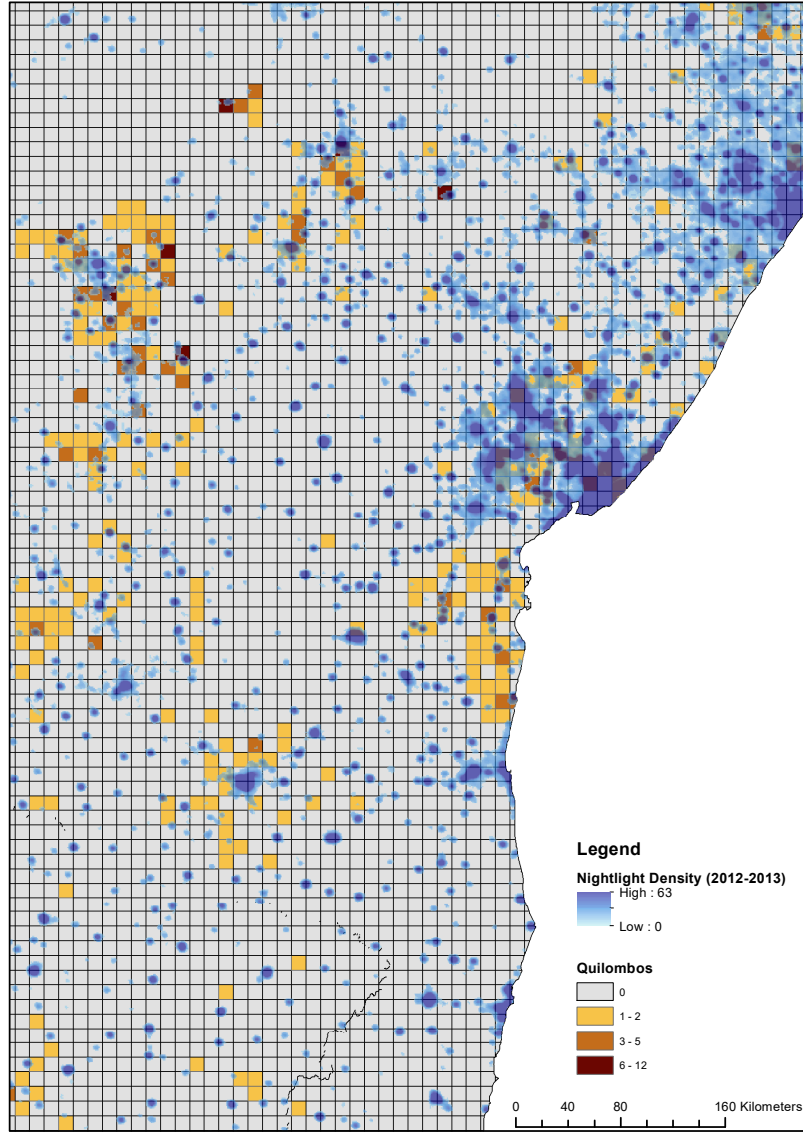 Legend
Nightlight Density (2012-2013)
High : 63
Low : 0
Quilombos
0
1 - 2
3 - 5
6 - 12
0 40 80 160 Kilometers